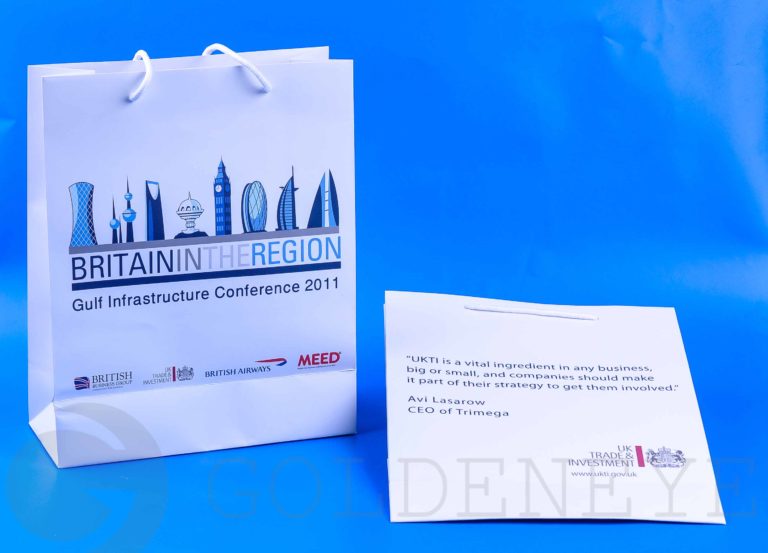 BRITAININTHEREGION
Gulf Infrastructure Conference 2011
BRITISH
BUSINESS GROUP
UK
TRADE &
INVESTMENT
BRITISH AIRWAYS
MEED
"UKTI is a vital ingredient in any business,
big or small, and companies should make
it part of their strategy to get them involved."
Avi Lasarow
CEO of Trimega
UK
TRADE &
INVESTMENT
www.ukti.gov.uk
GOLDENEYE